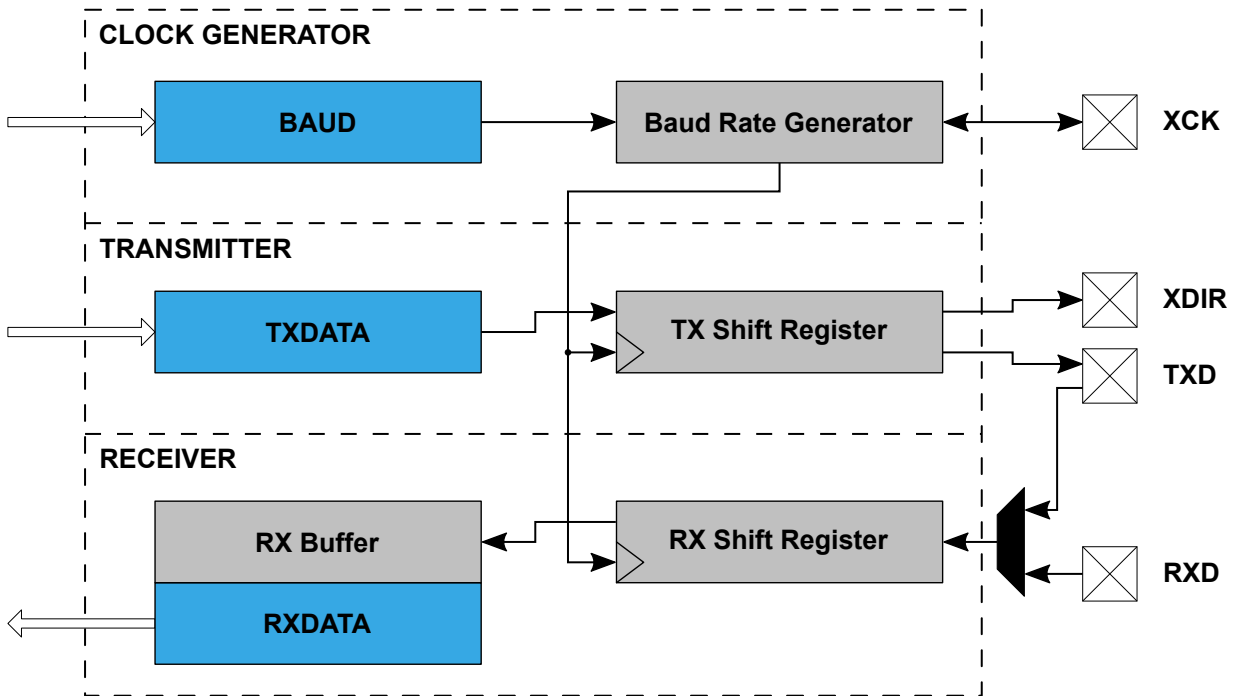 CLOCK GENERATOR
BAUD
Baud Rate Generator
XCK
TRANSMITTER
TXDATA
TX Shift Register
XDIR
TXD
RECEIVER
RX Buffer
RX Shift Register
RXD
RXDATA